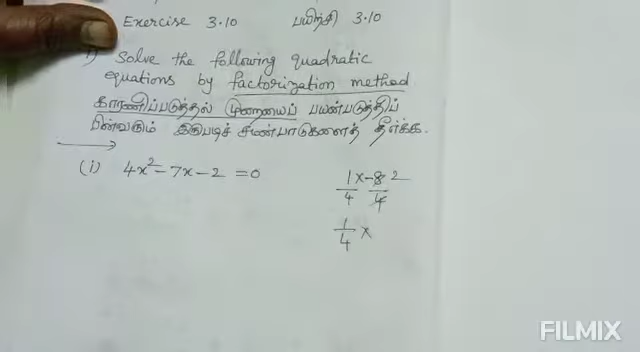 Exercise 3.10 பயிற்சி 3.10
1) Solve the following quadratic
equations by factorization method
காரணிப்படுத்தல் முறையைப் பயன்படுத்திப்
பின்வரும் இருபடிச் சமன்பாடுகளைத் தீர்க்க.
(i) 4x² - 7x - 2 = 0
1/4 x -8/4 2
1/4 x
FILMIX